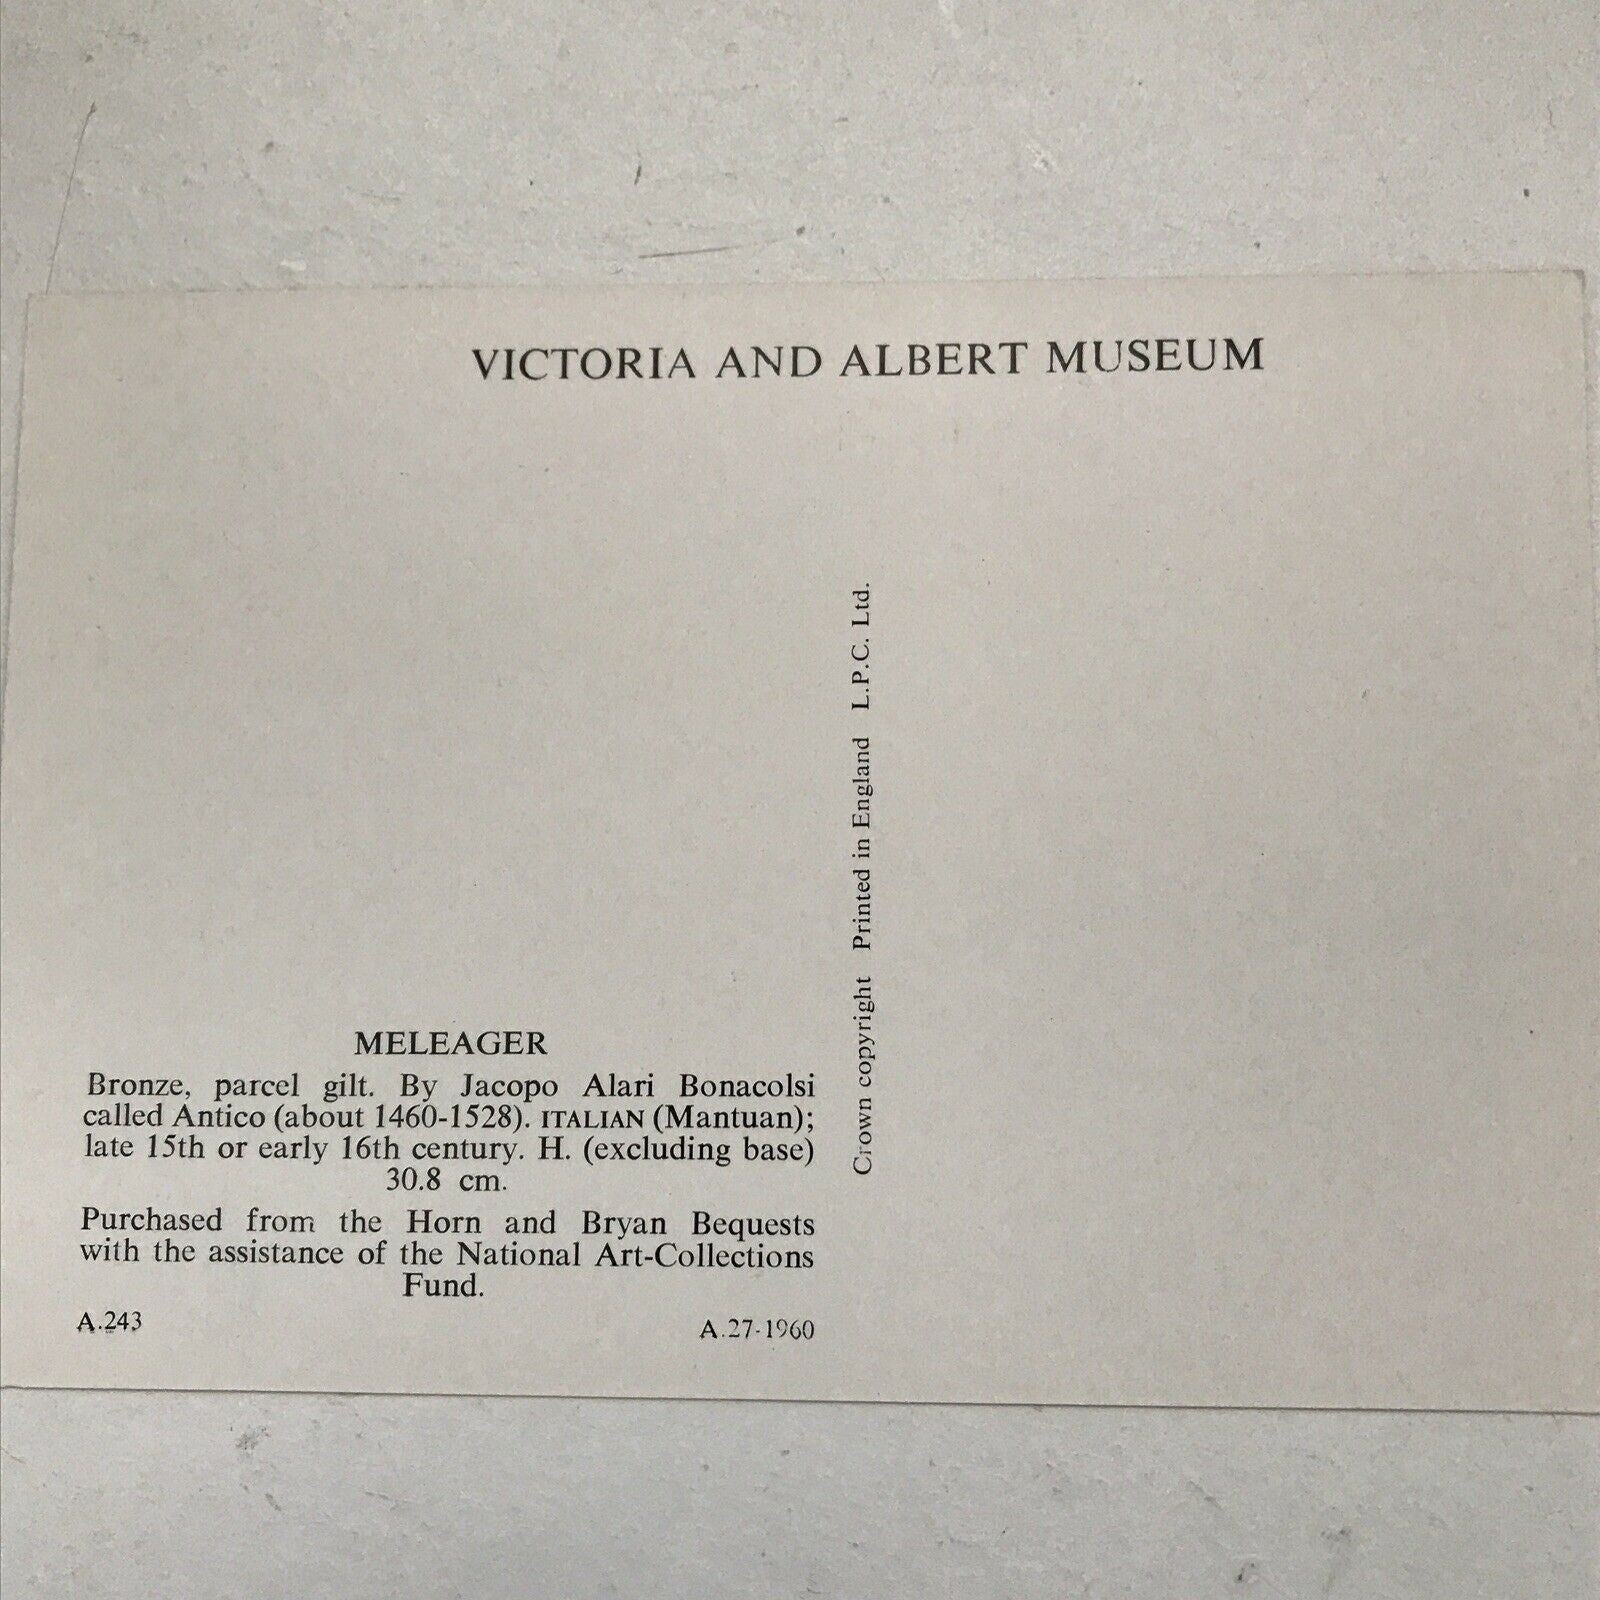 VICTORIA AND ALBERT MUSEUM
MELEAGER
Bronze, parcel gilt. By Jacopo Alari Bonacolsi
called Antico (about 1460-1528). ITALIAN (Mantuan);
late 15th or early 16th century. H. (excluding base)
30.8 cm.
Purchased from the Horn and Bryan Bequests
with the assistance of the National Art-Collections
Fund.
A.243 A.27-1960
Crown copyright Printed in England L.P.C. Ltd.